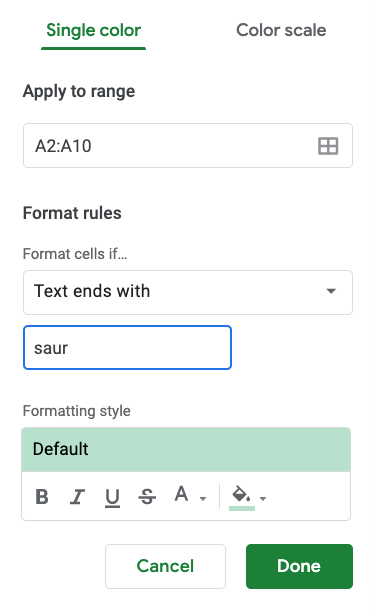 Single color Color scale
Apply to range
A2:A10
Format rules
Format cells if…
Text ends with
saur
Formatting style
Default
B I U S A
Cancel Done